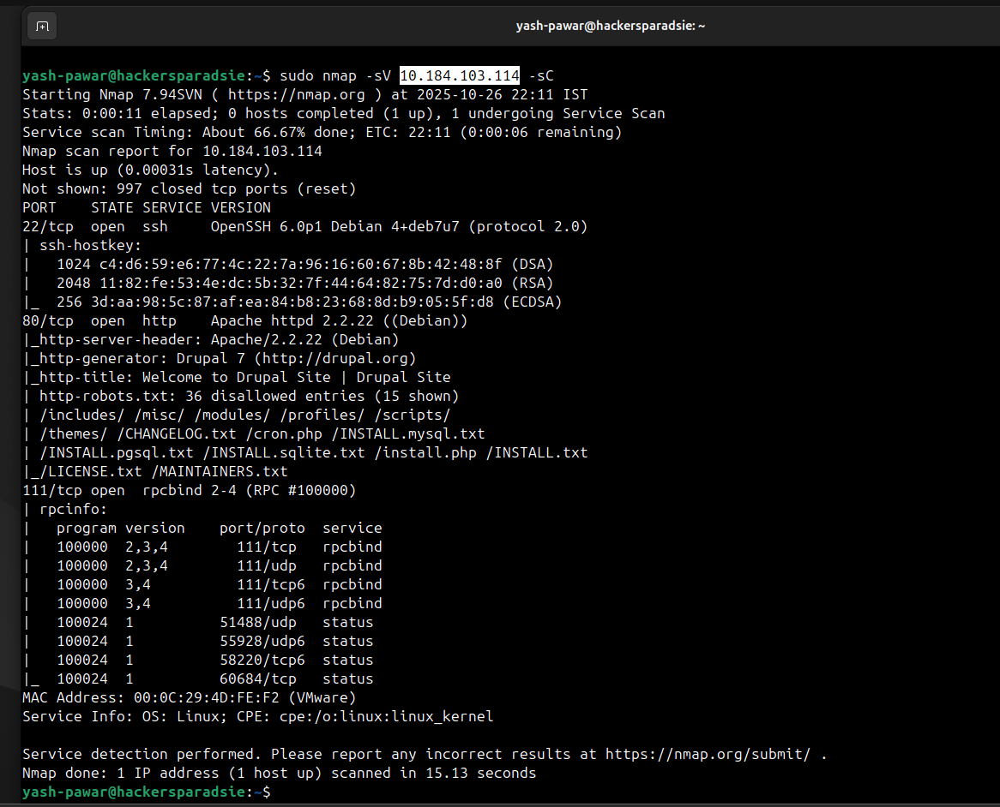 yash-pawar@hackersparadsie: ~
yash-pawar@hackersparadsie:~$ sudo nmap -sV 10.184.103.114 -sC
Starting Nmap 7.94SVN ( https://nmap.org ) at 2025-10-26 22:11 IST
Stats: 0:00:11 elapsed; 0 hosts completed (1 up), 1 undergoing Service Scan
Service scan Timing: About 66.67% done; ETC: 22:11 (0:00:06 remaining)
Nmap scan report for 10.184.103.114
Host is up (0.00031s latency).
Not shown: 997 closed tcp ports (reset)
PORT    STATE SERVICE VERSION
22/tcp  open  ssh     OpenSSH 6.0p1 Debian 4+deb7u7 (protocol 2.0)
| ssh-hostkey:
|   1024 c4:d6:59:e6:77:4c:22:7a:96:16:60:67:8b:42:48:8f (DSA)
|   2048 11:82:fe:53:4e:dc:5b:32:7f:44:64:82:75:7d:d0:a0 (RSA)
|_  256 3d:aa:98:5c:87:af:ea:84:b8:23:68:8d:b9:05:5f:d8 (ECDSA)
80/tcp  open  http    Apache httpd 2.2.22 ((Debian))
|_http-server-header: Apache/2.2.22 (Debian)
|_http-generator: Drupal 7 (http://drupal.org)
|_http-title: Welcome to Drupal Site | Drupal Site
| http-robots.txt: 36 disallowed entries (15 shown)
| /includes/ /misc/ /modules/ /profiles/ /scripts/
| /themes/ /CHANGELOG.txt /cron.php /INSTALL.mysql.txt
| /INSTALL.pgsql.txt /INSTALL.sqlite.txt /install.php /INSTALL.txt
|_/LICENSE.txt /MAINTAINERS.txt
111/tcp open  rpcbind 2-4 (RPC #100000)
| rpcinfo:
|   program version    port/proto  service
|   100000  2,3,4        111/tcp   rpcbind
|   100000  2,3,4        111/udp   rpcbind
|   100000  3,4          111/tcp6  rpcbind
|   100000  3,4          111/udp6  rpcbind
|   100024  1          51488/udp   status
|   100024  1          55928/udp6  status
|   100024  1          58220/tcp6  status
|_  100024  1          60684/tcp   status
MAC Address: 00:0C:29:4D:FE:F2 (VMware)
Service Info: OS: Linux; CPE: cpe:/o:linux:linux_kernel
Service detection performed. Please report any incorrect results at https://nmap.org/submit/ .
Nmap done: 1 IP address (1 host up) scanned in 15.13 seconds
yash-pawar@hackersparadsie:~$